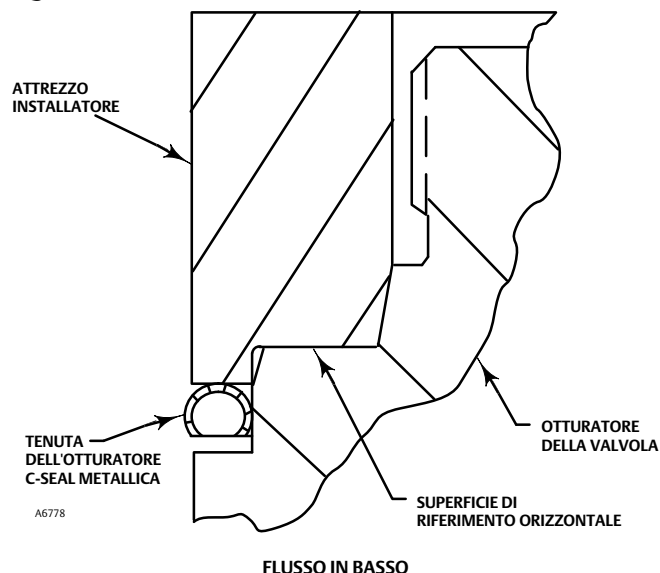 ATTREZZO
INSTALLATORE
TENUTA
DELL'OTTURATORE
C-SEAL METALLICA
OTTURATORE
DELLA VALVOLA
SUPERFICIE DI
RIFERIMENTO ORIZZONTALE
A6778
FLUSSO IN BASSO